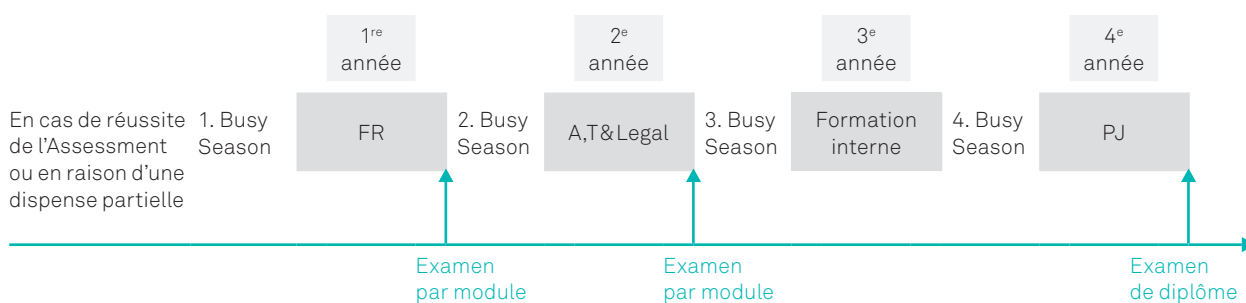 1re
année
2e
année
3e
année
4e
année
En cas de réussite
de l’Assessment
ou en raison d’une
dispense partielle
1. Busy
Season
FR
2. Busy
Season
A,T&Legal
3. Busy
Season
Formation
interne
4. Busy
Season
PJ
Examen
par module
Examen
par module
Examen
de diplôme